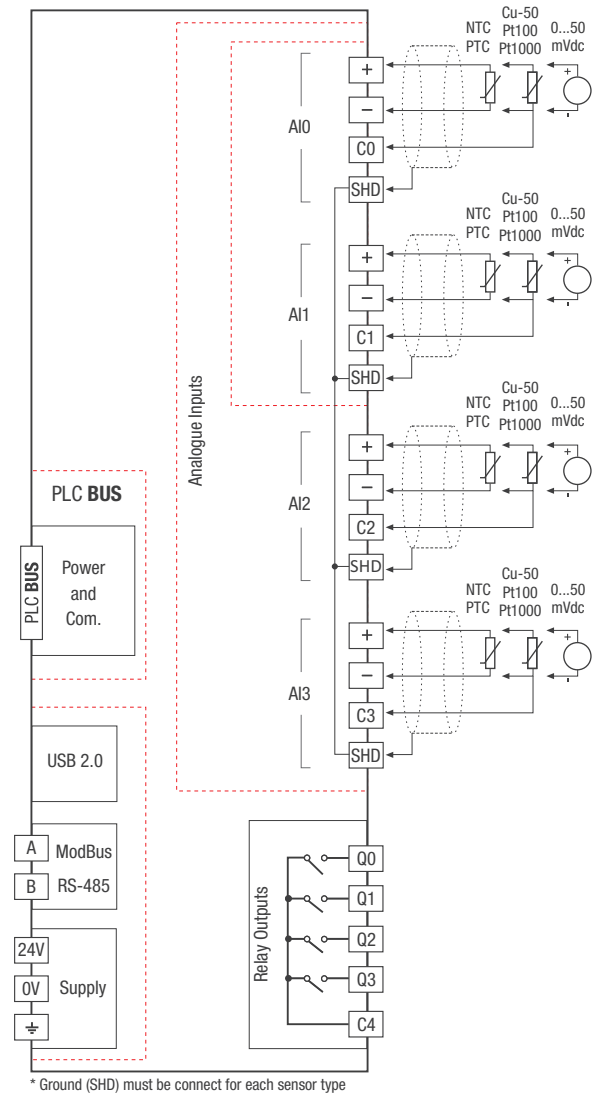 Cu-50
NTC Pt100 0...50
PTC Pt1000 mVdc
+
+
−
-
AI0
C0
SHD
Cu-50
NTC Pt100 0...50
PTC Pt1000 mVdc
+
+
−
-
AI1
C1
SHD
Cu-50
NTC Pt100 0...50
PTC Pt1000 mVdc
+
+
−
-
AI2
C2
SHD
Cu-50
NTC Pt100 0...50
PTC Pt1000 mVdc
+
+
−
-
AI3
C3
SHD
Analogue Inputs
PLC BUS
PLC BUS
Power
and
Com.
USB 2.0
A
ModBus
B
RS-485
24V
0V
Supply
Relay Outputs
Q0
Q1
Q2
Q3
C4
* Ground (SHD) must be connect for each sensor type